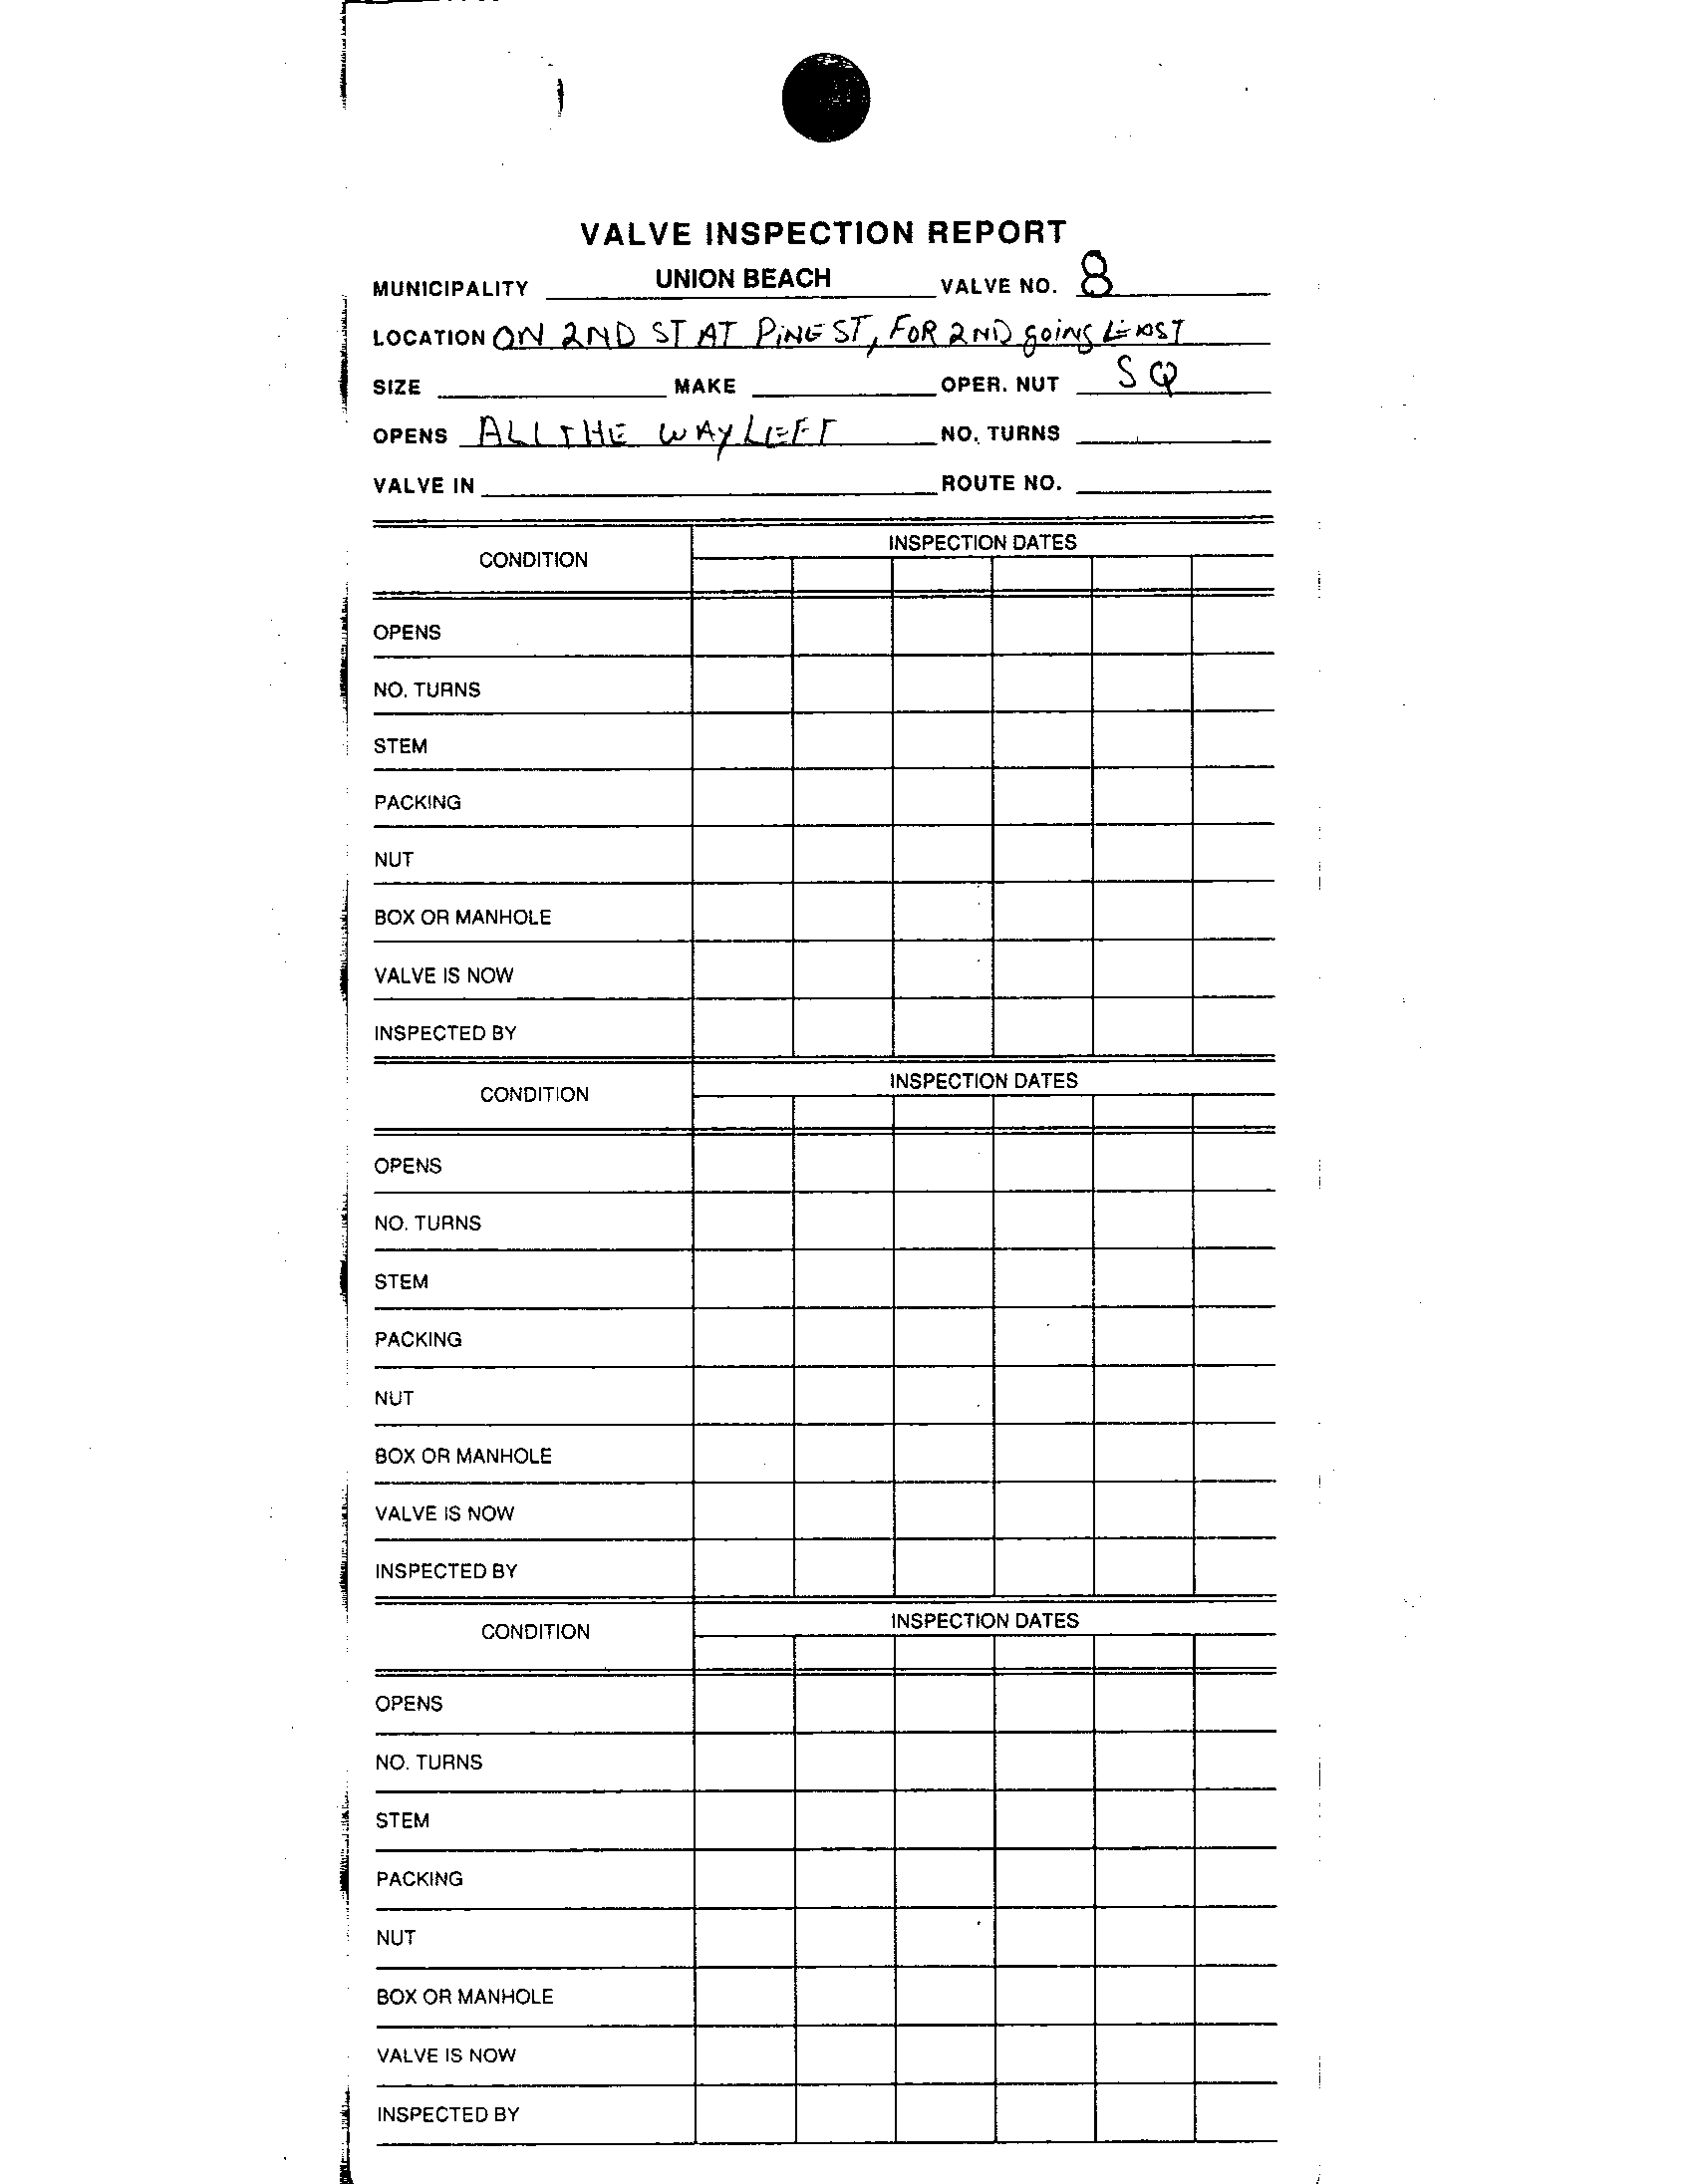 VALVE INSPECTION REPORT
MUNICIPALITY UNION BEACH VALVE NO. 8
LOCATION ON 2ND ST AT PINE ST, FOR 2ND going EAST
SIZE MAKE OPER. NUT SQ
OPENS ALL THE WAY LEFT NO. TURNS
VALVE IN ROUTE NO.
CONDITION INSPECTION DATES
OPENS
NO. TURNS
STEM
PACKING
NUT
BOX OR MANHOLE
VALVE IS NOW
INSPECTED BY
CONDITION INSPECTION DATES
OPENS
NO. TURNS
STEM
PACKING
NUT
BOX OR MANHOLE
VALVE IS NOW
INSPECTED BY
CONDITION INSPECTION DATES
OPENS
NO. TURNS
STEM
PACKING
NUT
BOX OR MANHOLE
VALVE IS NOW
INSPECTED BY